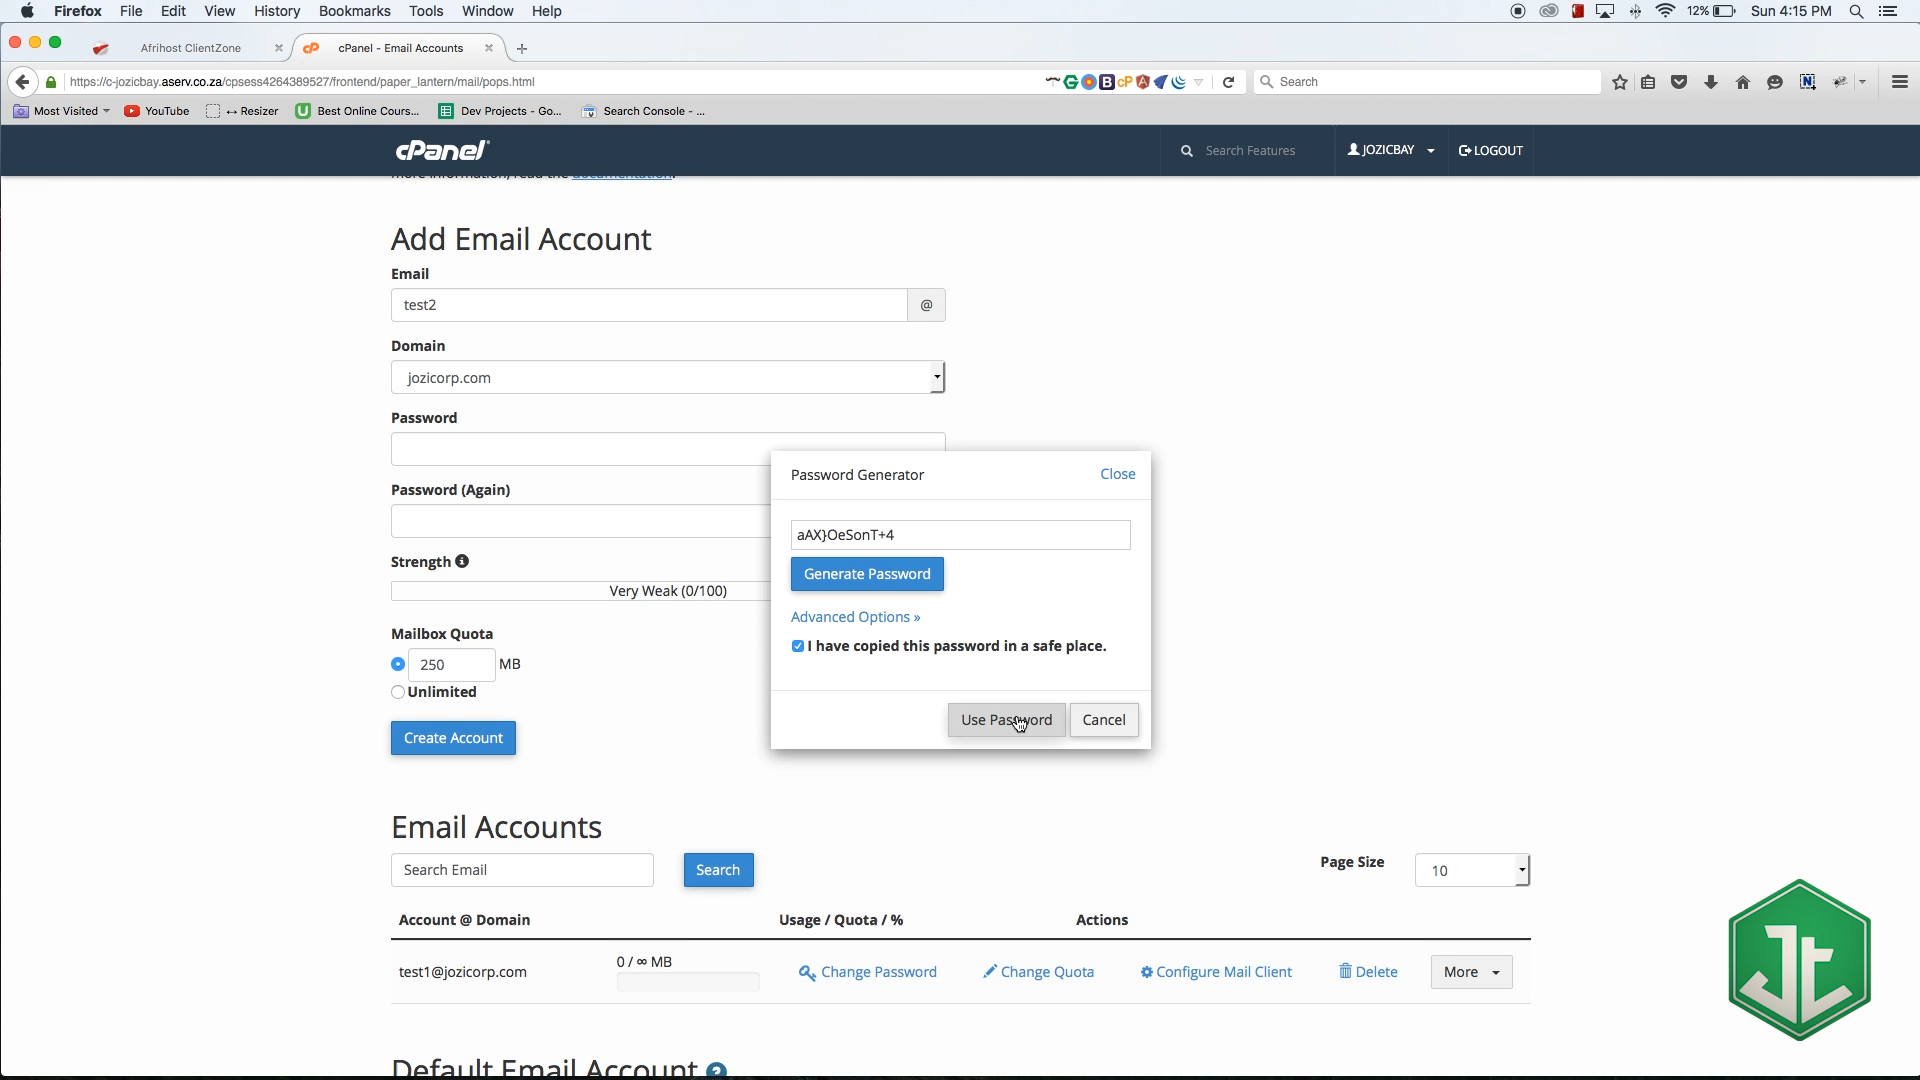 Firefox File Edit View History Bookmarks Tools Window Help 12% Sun 4:15 PM
Afrihost ClientZone × cPanel - Email Accounts × +
https://c-jozicbay.aserv.co.za/cpsess4264389527/frontend/paper_lantern/mail/pops.html Search
Most Visited YouTube Resizer Best Online Cours... Dev Projects - Go... Search Console - ...
cPanel Search Features JOZICBAY LOGOUT
more information, read the documentation.
Add Email Account
Email
test2 @
Domain
jozicorp.com
Password
Password Generator Close
Password (Again)
aAX}OeSonT+4
Strength
Generate Password
Very Weak (0/100)
Advanced Options »
Mailbox Quota
I have copied this password in a safe place.
250 MB
Unlimited
Use Password Cancel
Create Account
Email Accounts
Search Email Search Page Size 10
Account @ Domain Usage / Quota / % Actions
test1@jozicorp.com 0 / ∞ MB Change Password Change Quota Configure Mail Client Delete More
Default Email Account ?
JT